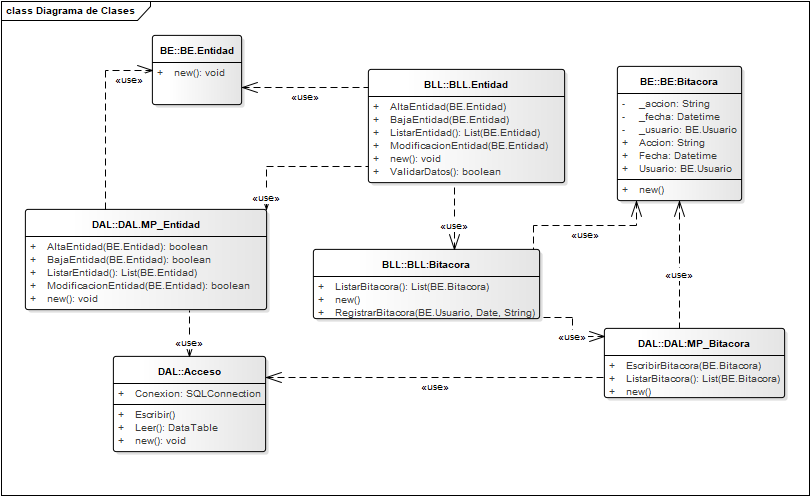 class Diagrama de Clases
BE::BE.Entidad
+ new(): void
«use»
«use»
BLL::BLL.Entidad
+ AltaEntidad(BE.Entidad)
+ BajaEntidad(BE.Entidad)
+ ListarEntidad(): List(BE.Entidad)
+ ModificacionEntidad(BE.Entidad)
+ new(): void
+ ValidarDatos(): boolean
BE::BE:Bitacora
- _accion: String
- _fecha: Datetime
- _usuario: BE.Usuario
+ Accion: String
+ Fecha: Datetime
+ Usuario: BE.Usuario
+ new()
«use»
«use»
«use»
DAL::DAL.MP_Entidad
+ AltaEntidad(BE.Entidad): boolean
+ BajaEntidad(BE.Entidad): boolean
+ ListarEntidad(): List(BE.Entidad)
+ ModificacionEntidad(BE.Entidad): boolean
+ new(): void
BLL::BLL:Bitacora
+ ListarBitacora(): List(BE.Bitacora)
+ new()
+ RegistrarBitacora(BE.Usuario, Date, String)
«use»
«use»
«use»
DAL::DAL:MP_Bitacora
+ EscribirBitacora(BE.Bitacora)
+ ListarBitacora(): List(BE.Bitacora)
+ new()
DAL::Acceso
+ Conexion: SQLConnection
+ Escribir()
+ Leer(): DataTable
+ new(): void
«use»